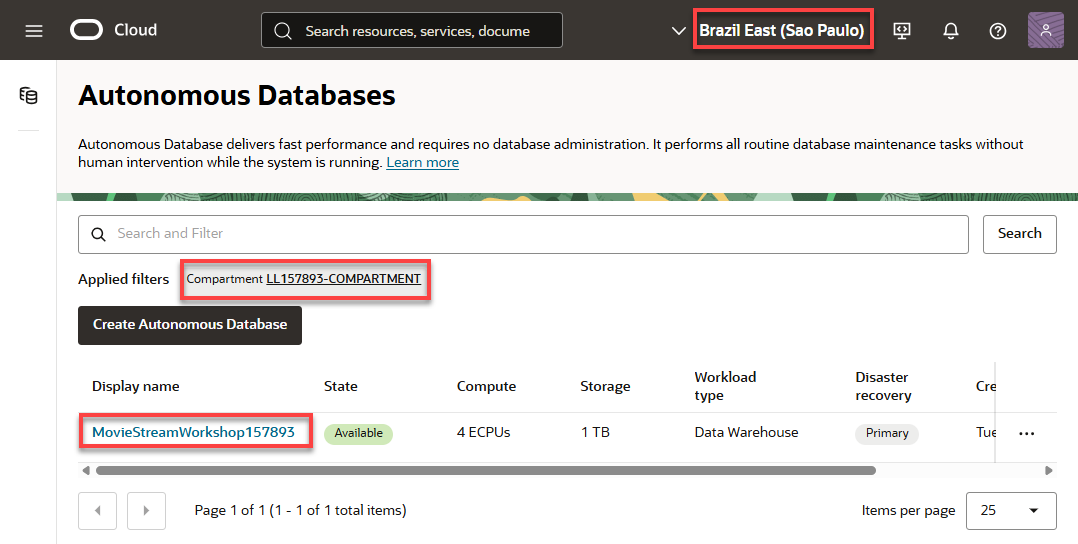 Cloud
Search resources, services, docume
Brazil East (Sao Paulo)
Autonomous Databases
Autonomous Database delivers fast performance and requires no database administration. It performs all routine database maintenance tasks without
human intervention while the system is running. Learn more
Search and Filter
Search
Applied filters
Compartment LL157893-COMPARTMENT
Create Autonomous Database
Display name
State
Compute
Storage
Workload
type
Disaster
recovery
Cre
MovieStreamWorkshop157893
Available
4 ECPUs
1 TB
Data Warehouse
Primary
Tue
Page 1 of 1 (1 - 1 of 1 total items)
Items per page
25